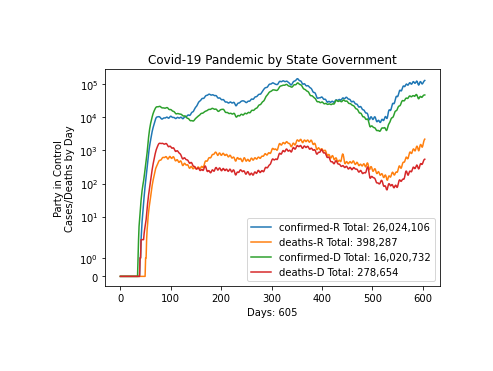 Covid-19 Pandemic by State Government
Party in Control
Cases/Deaths by Day
10^5
10^4
10^3
10^2
10^1
10^0
0
0 100 200 300 400 500 600
Days: 605
confirmed-R Total: 26,024,106
deaths-R Total: 398,287
confirmed-D Total: 16,020,732
deaths-D Total: 278,654